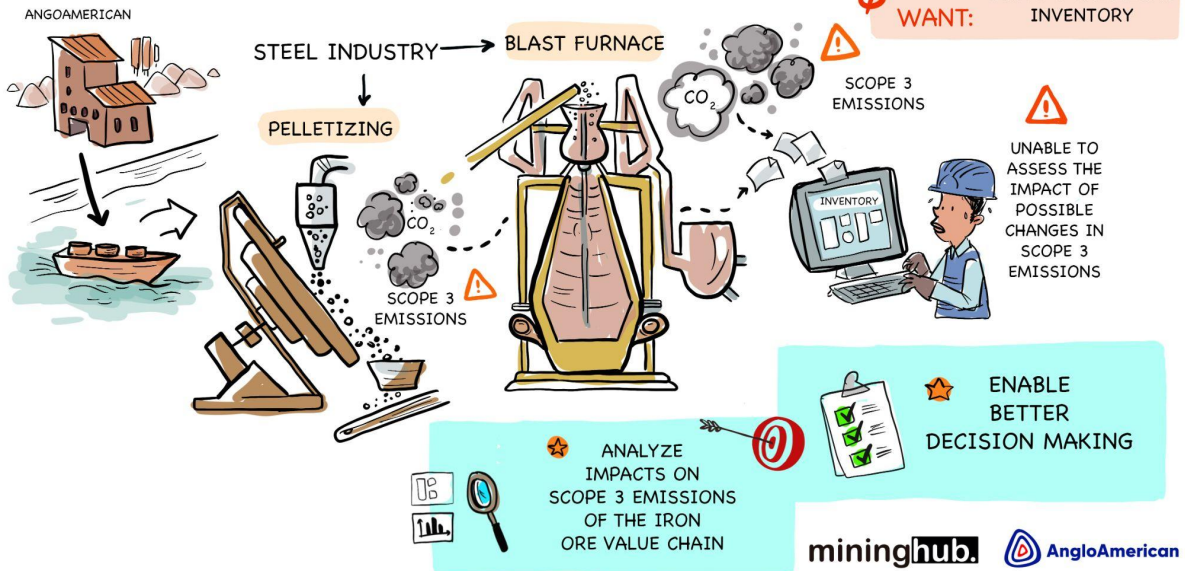 ANGOAMERICAN
WANT:
INVENTORY
STEEL INDUSTRY
BLAST FURNACE
PELLETIZING
CO2
SCOPE 3
EMISSIONS
CO2
SCOPE 3
EMISSIONS
INVENTORY
UNABLE TO
ASSESS THE
IMPACT OF
POSSIBLE
CHANGES IN
SCOPE 3
EMISSIONS
ANALYZE
IMPACTS ON
SCOPE 3 EMISSIONS
OF THE IRON
ORE VALUE CHAIN
ENABLE
BETTER
DECISION MAKING
mininghub.
AngloAmerican